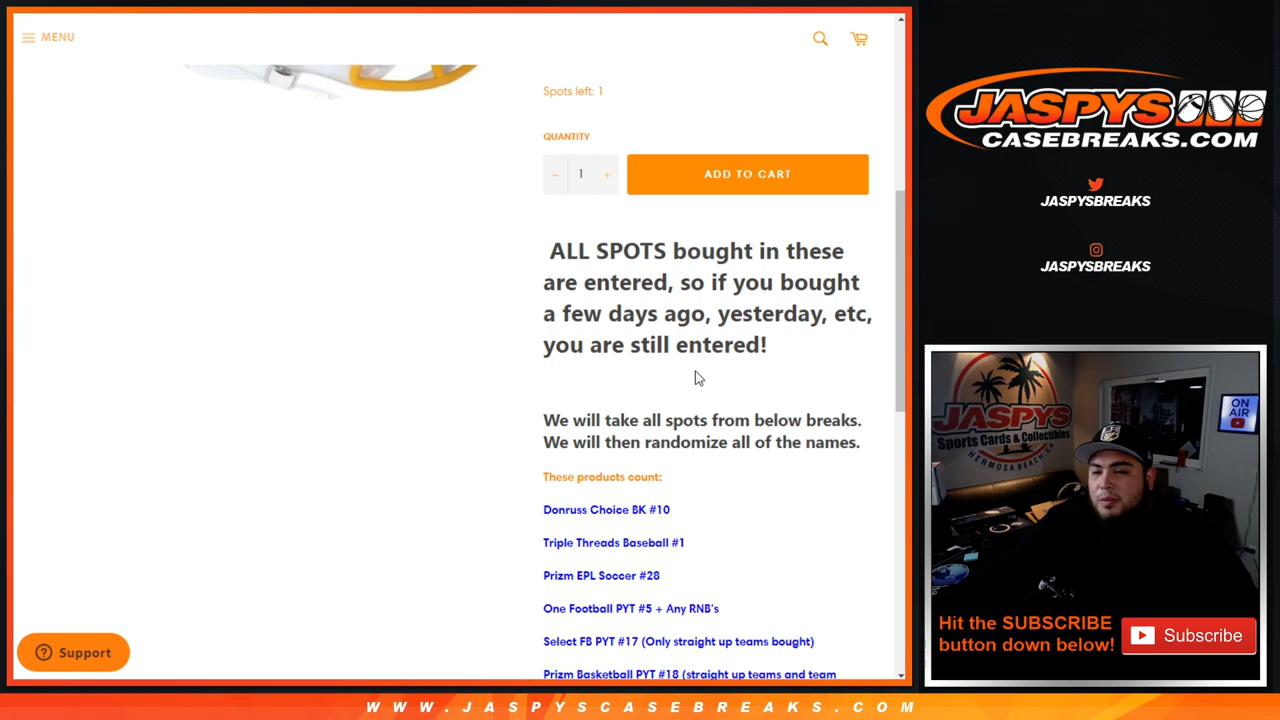 MENU
Spots left: 1
QUANTITY
− 1 +
ADD TO CART
ALL SPOTS bought in these
are entered, so if you bought
a few days ago, yesterday, etc,
you are still entered!
We will take all spots from below breaks.
We will then randomize all of the names.
These products count:
Donruss Choice BK #10
Triple Threads Baseball #1
Prizm EPL Soccer #28
One Football PYT #5 + Any RNB's
Select FB PYT #17 (Only straight up teams bought)
Prizm Basketball PYT #18 (straight up teams and team
Support
JASPYS
CASEBREAKS.COM
JASPYSBREAKS
JASPYSBREAKS
JASPYS
Sports Cards & Collectibles
HERMOSA BEACH, CA
ON
AIR
Hit the SUBSCRIBE
button down below!
Subscribe
WWW.JASPYSCASEBREAKS.COM